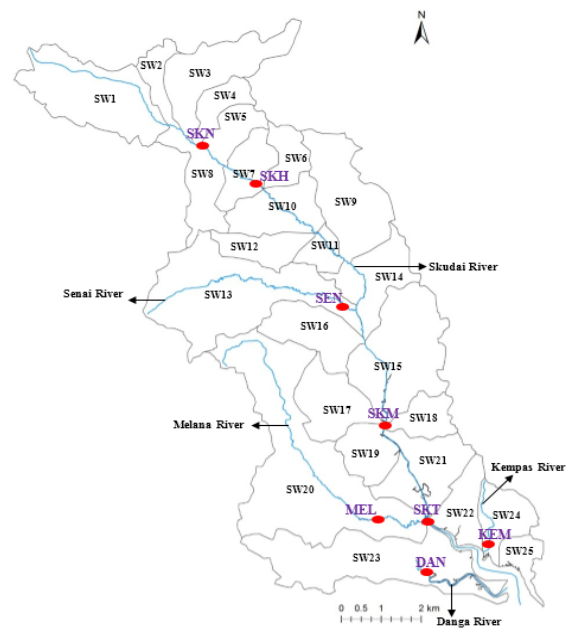 N
SW2
SW3
SW1
SW4
SW5
SKN
SW6
SW8
SW7
SKH
SW9
SW10
SW11
SW12
Skudai River
SW14
Senai River
SW13
SEN
SW16
SW15
SW17
SKM
SW18
Melana River
SW19
SW21
Kempas River
SW20
MEL
SKT
SW22
SW24
KEM
SW25
SW23
DAN
0 0.5 1 2 km
Danga River